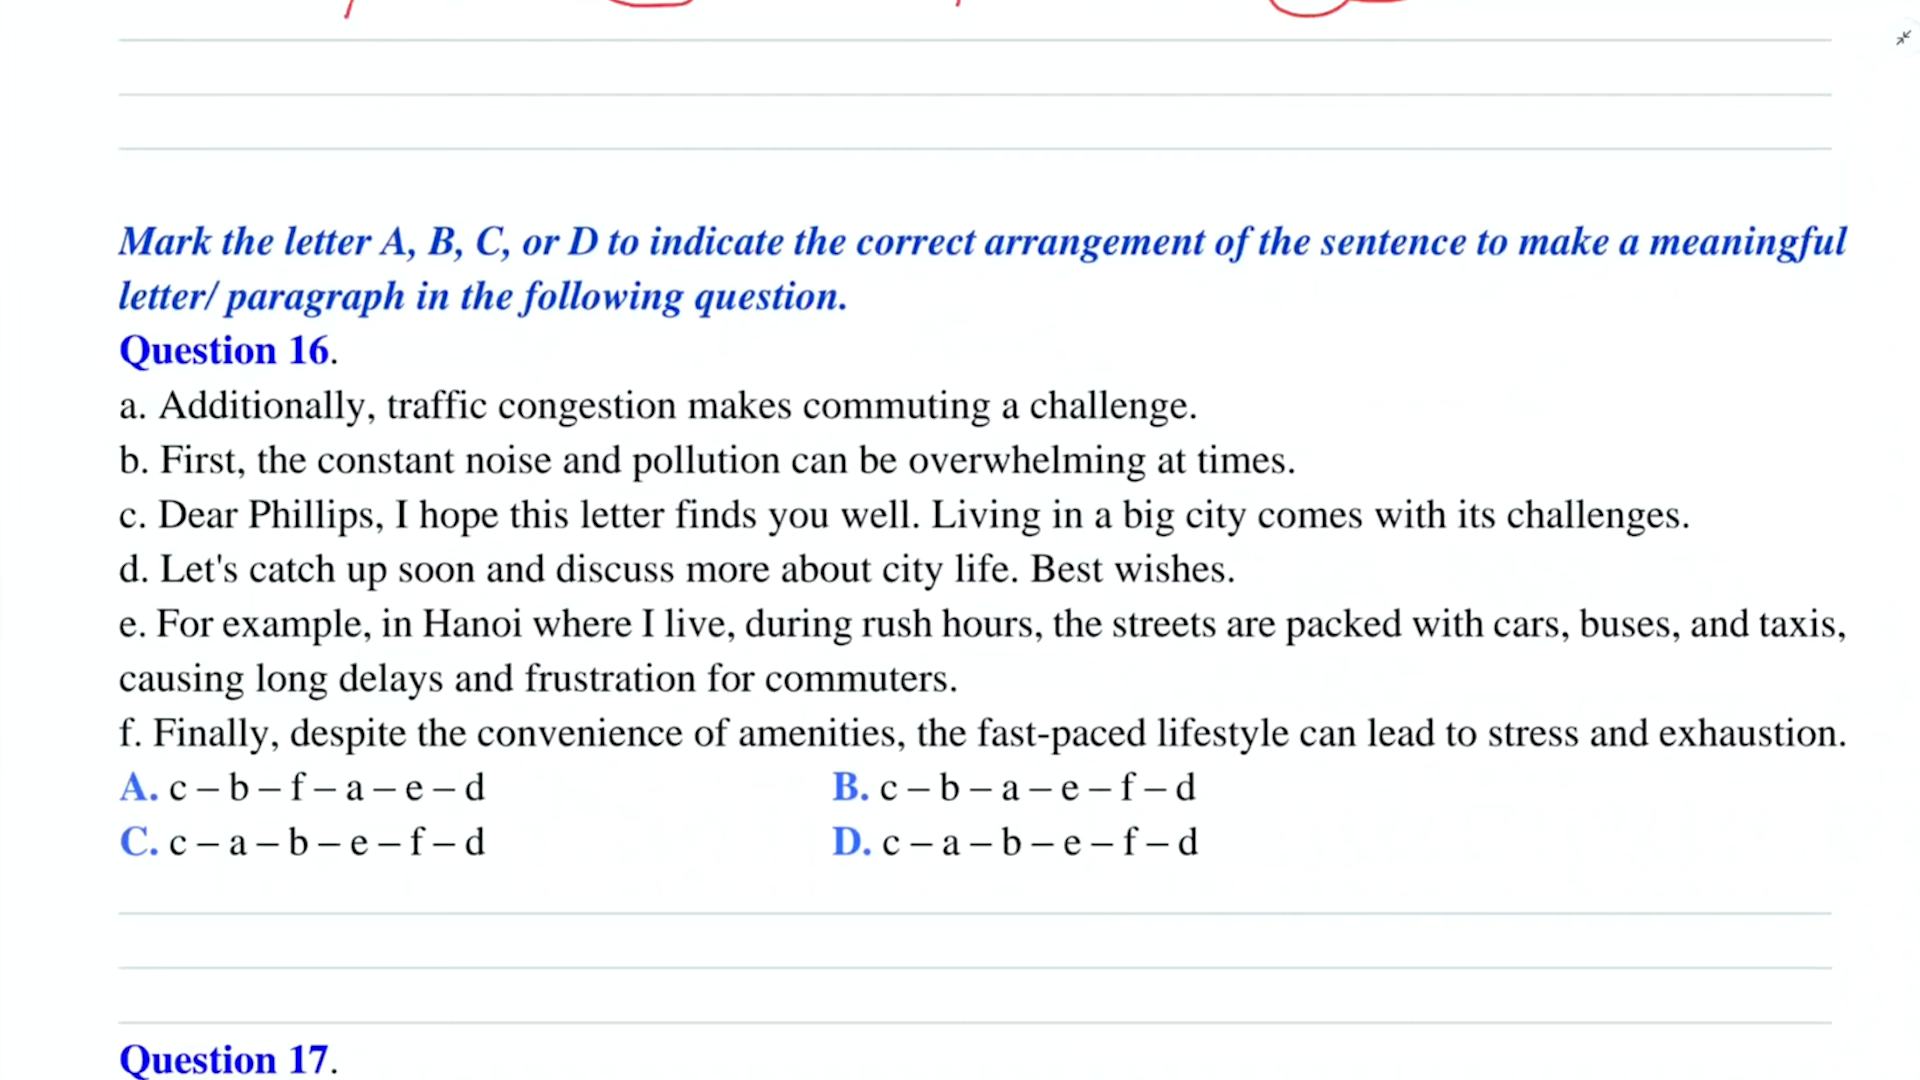 Mark the letter A, B, C, or D to indicate the correct arrangement of the sentence to make a meaningful
letter/ paragraph in the following question.
Question 16.
a. Additionally, traffic congestion makes commuting a challenge.
b. First, the constant noise and pollution can be overwhelming at times.
c. Dear Phillips, I hope this letter finds you well. Living in a big city comes with its challenges.
d. Let's catch up soon and discuss more about city life. Best wishes.
e. For example, in Hanoi where I live, during rush hours, the streets are packed with cars, buses, and taxis,
causing long delays and frustration for commuters.
f. Finally, despite the convenience of amenities, the fast-paced lifestyle can lead to stress and exhaustion.
A. c – b – f – a – e – d B. c – b – a – e – f – d
C. c – a – b – e – f – d D. c – a – b – e – f – d
Question 17.